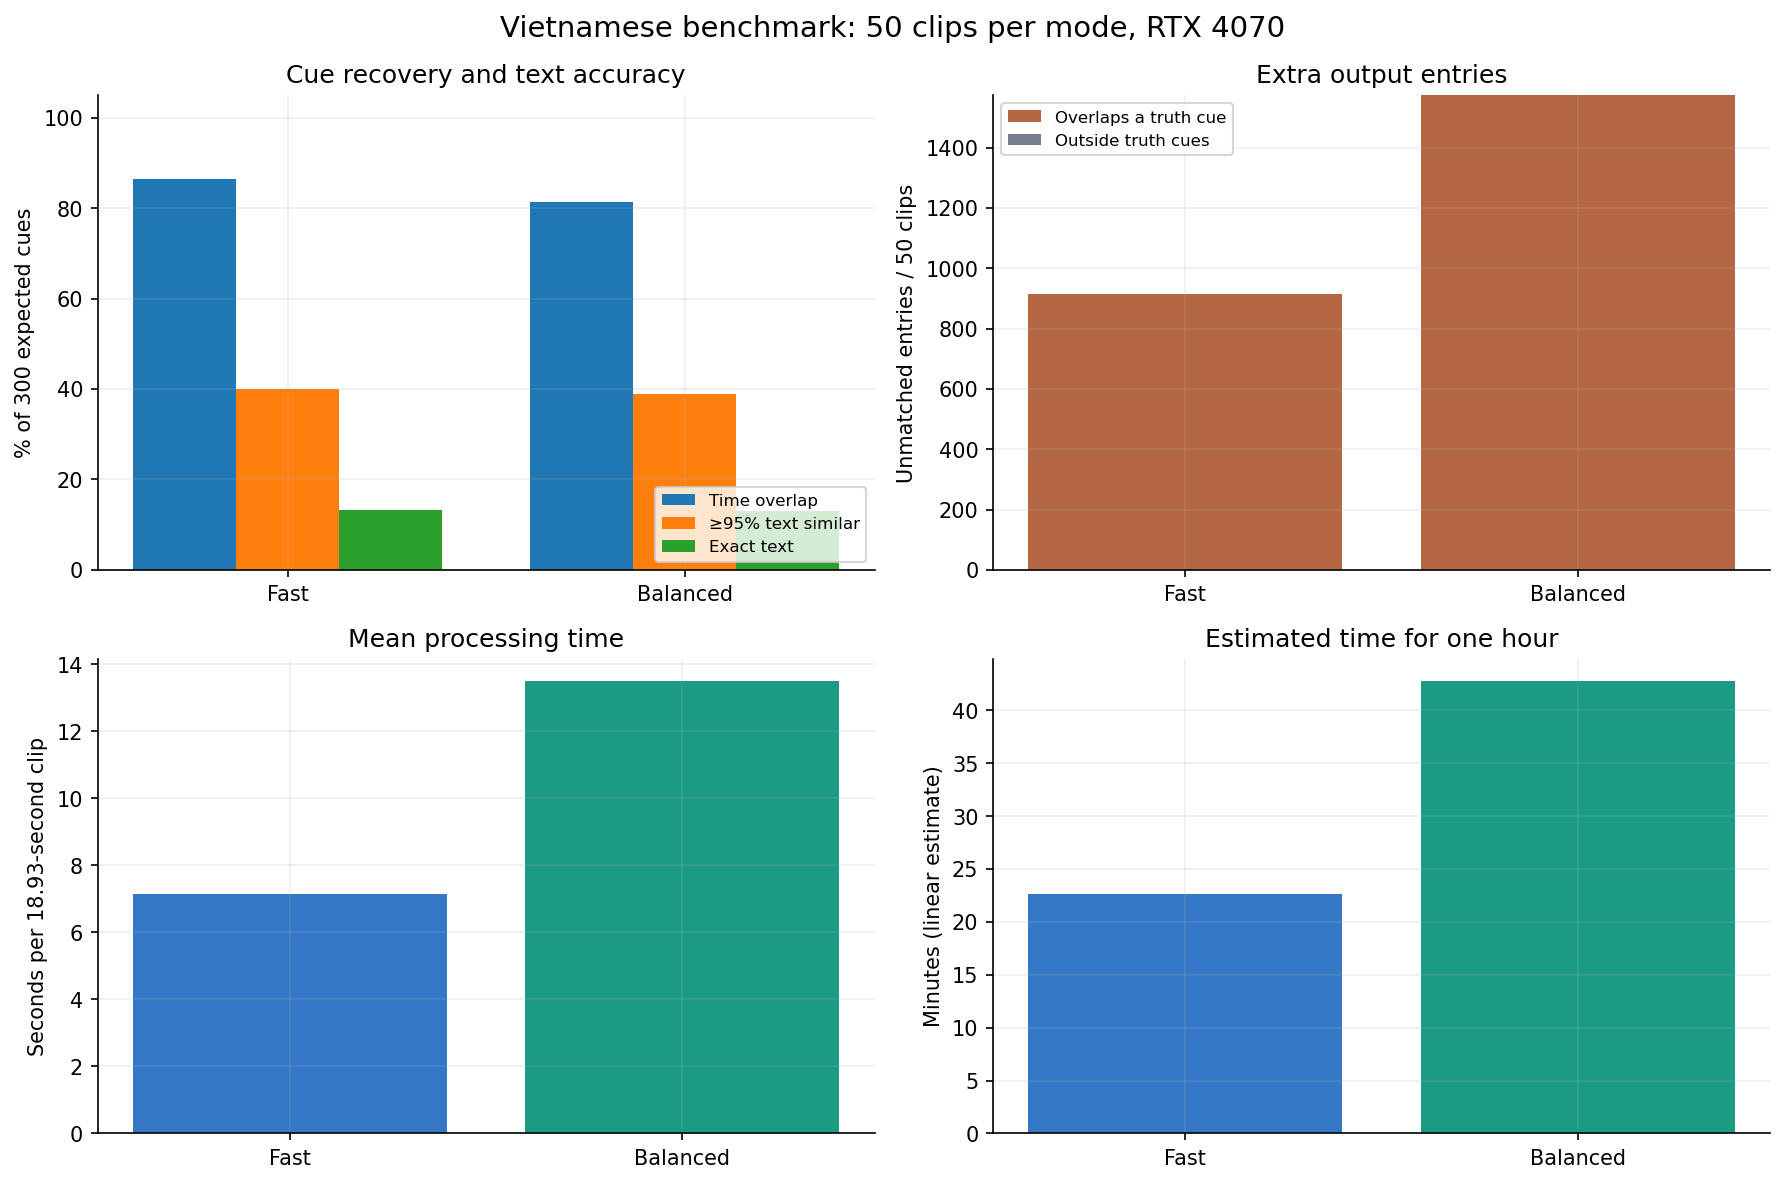 Vietnamese benchmark: 50 clips per mode, RTX 4070
Cue recovery and text accuracy
% of 300 expected cues
100
80
60
40
20
0
Time overlap
≥95% text similar
Exact text
Fast
Balanced
Extra output entries
Unmatched entries / 50 clips
1400
1200
1000
800
600
400
200
0
Overlaps a truth cue
Outside truth cues
Fast
Balanced
Mean processing time
Seconds per 18.93-second clip
14
12
10
8
6
4
2
0
Fast
Balanced
Estimated time for one hour
Minutes (linear estimate)
40
35
30
25
20
15
10
5
0
Fast
Balanced